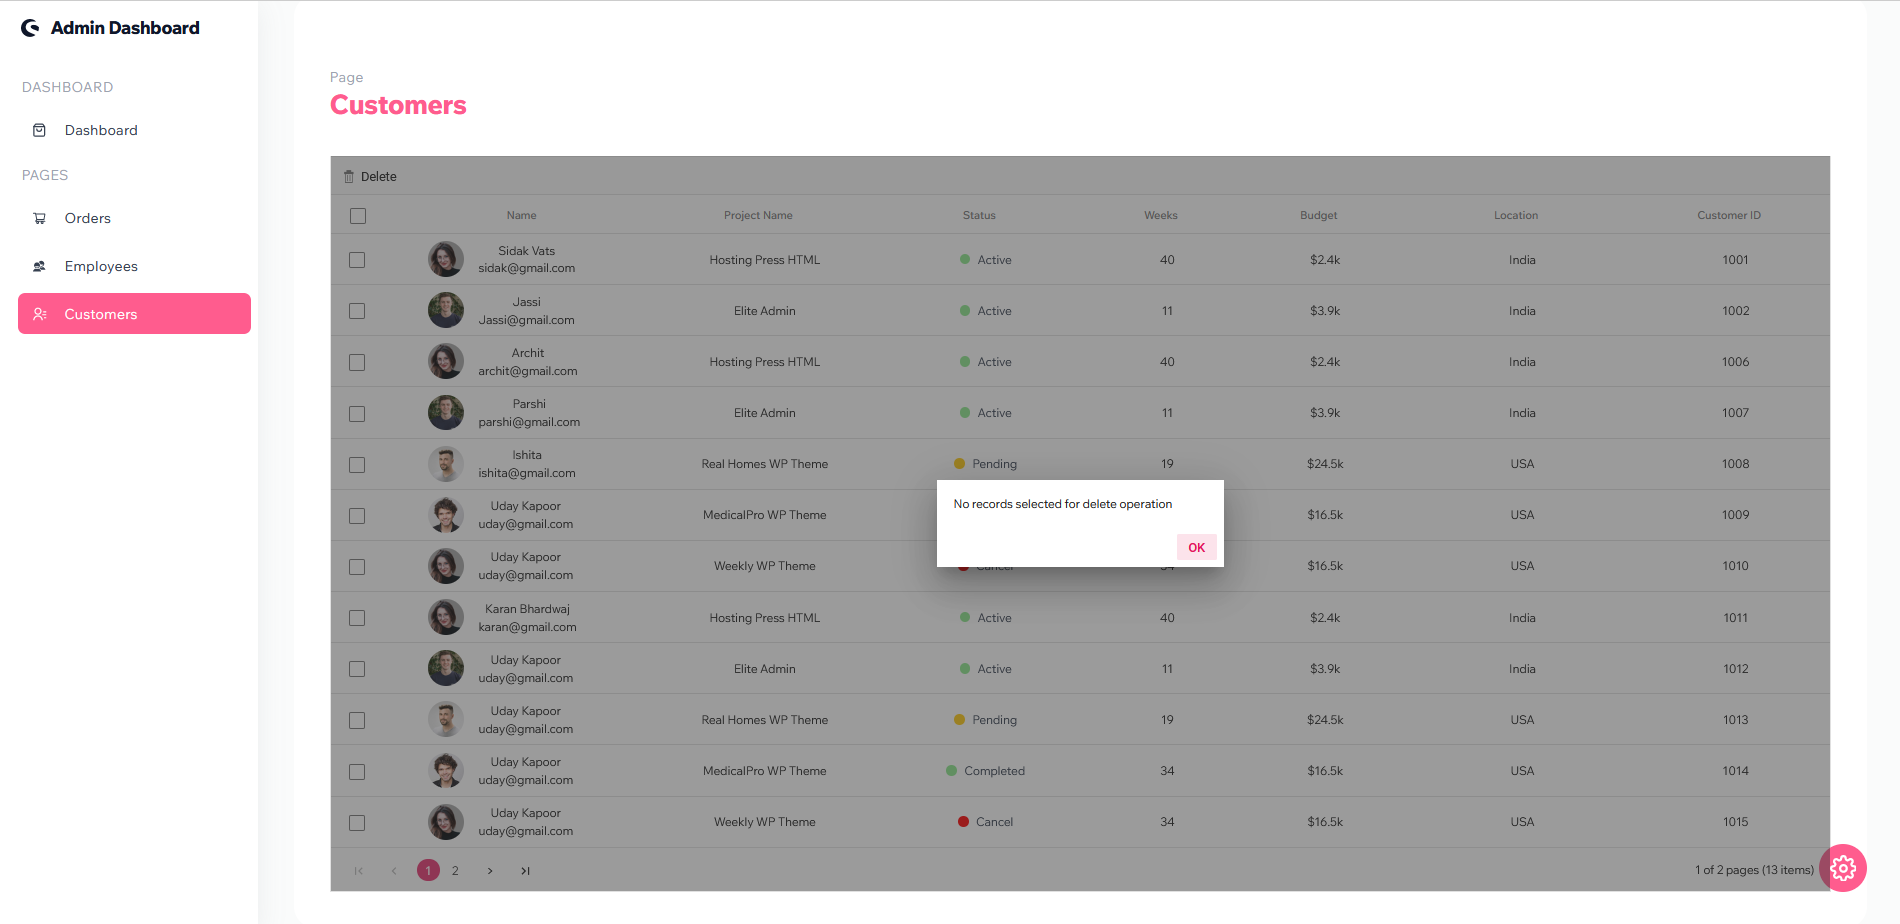 Admin Dashboard
DASHBOARD
Dashboard
PAGES
Orders
Employees
Customers
Page
Customers
Delete
Name Project Name Status Weeks Budget Location Customer ID
Sidak Vats
sidak@gmail.com Hosting Press HTML Active 40 $2.4k India 1001
Jassi
Jassi@gmail.com Elite Admin Active 11 $3.9k India 1002
Archit
archit@gmail.com Hosting Press HTML Active 40 $2.4k India 1006
Parshi
parshi@gmail.com Elite Admin Active 11 $3.9k India 1007
Ishita
ishita@gmail.com Real Homes WP Theme Pending 19 $24.5k USA 1008
No records selected for delete operation
OK
Uday Kapoor
uday@gmail.com MedicalPro WP Theme $16.5k USA 1009
Uday Kapoor
uday@gmail.com Weekly WP Theme Cancel 34 $16.5k USA 1010
Karan Bhardwaj
karan@gmail.com Hosting Press HTML Active 40 $2.4k India 1011
Uday Kapoor
uday@gmail.com Elite Admin Active 11 $3.9k India 1012
Uday Kapoor
uday@gmail.com Real Homes WP Theme Pending 19 $24.5k USA 1013
Uday Kapoor
uday@gmail.com MedicalPro WP Theme Completed 34 $16.5k USA 1014
Uday Kapoor
uday@gmail.com Weekly WP Theme Cancel 34 $16.5k USA 1015
1 2 1 of 2 pages (13 items)